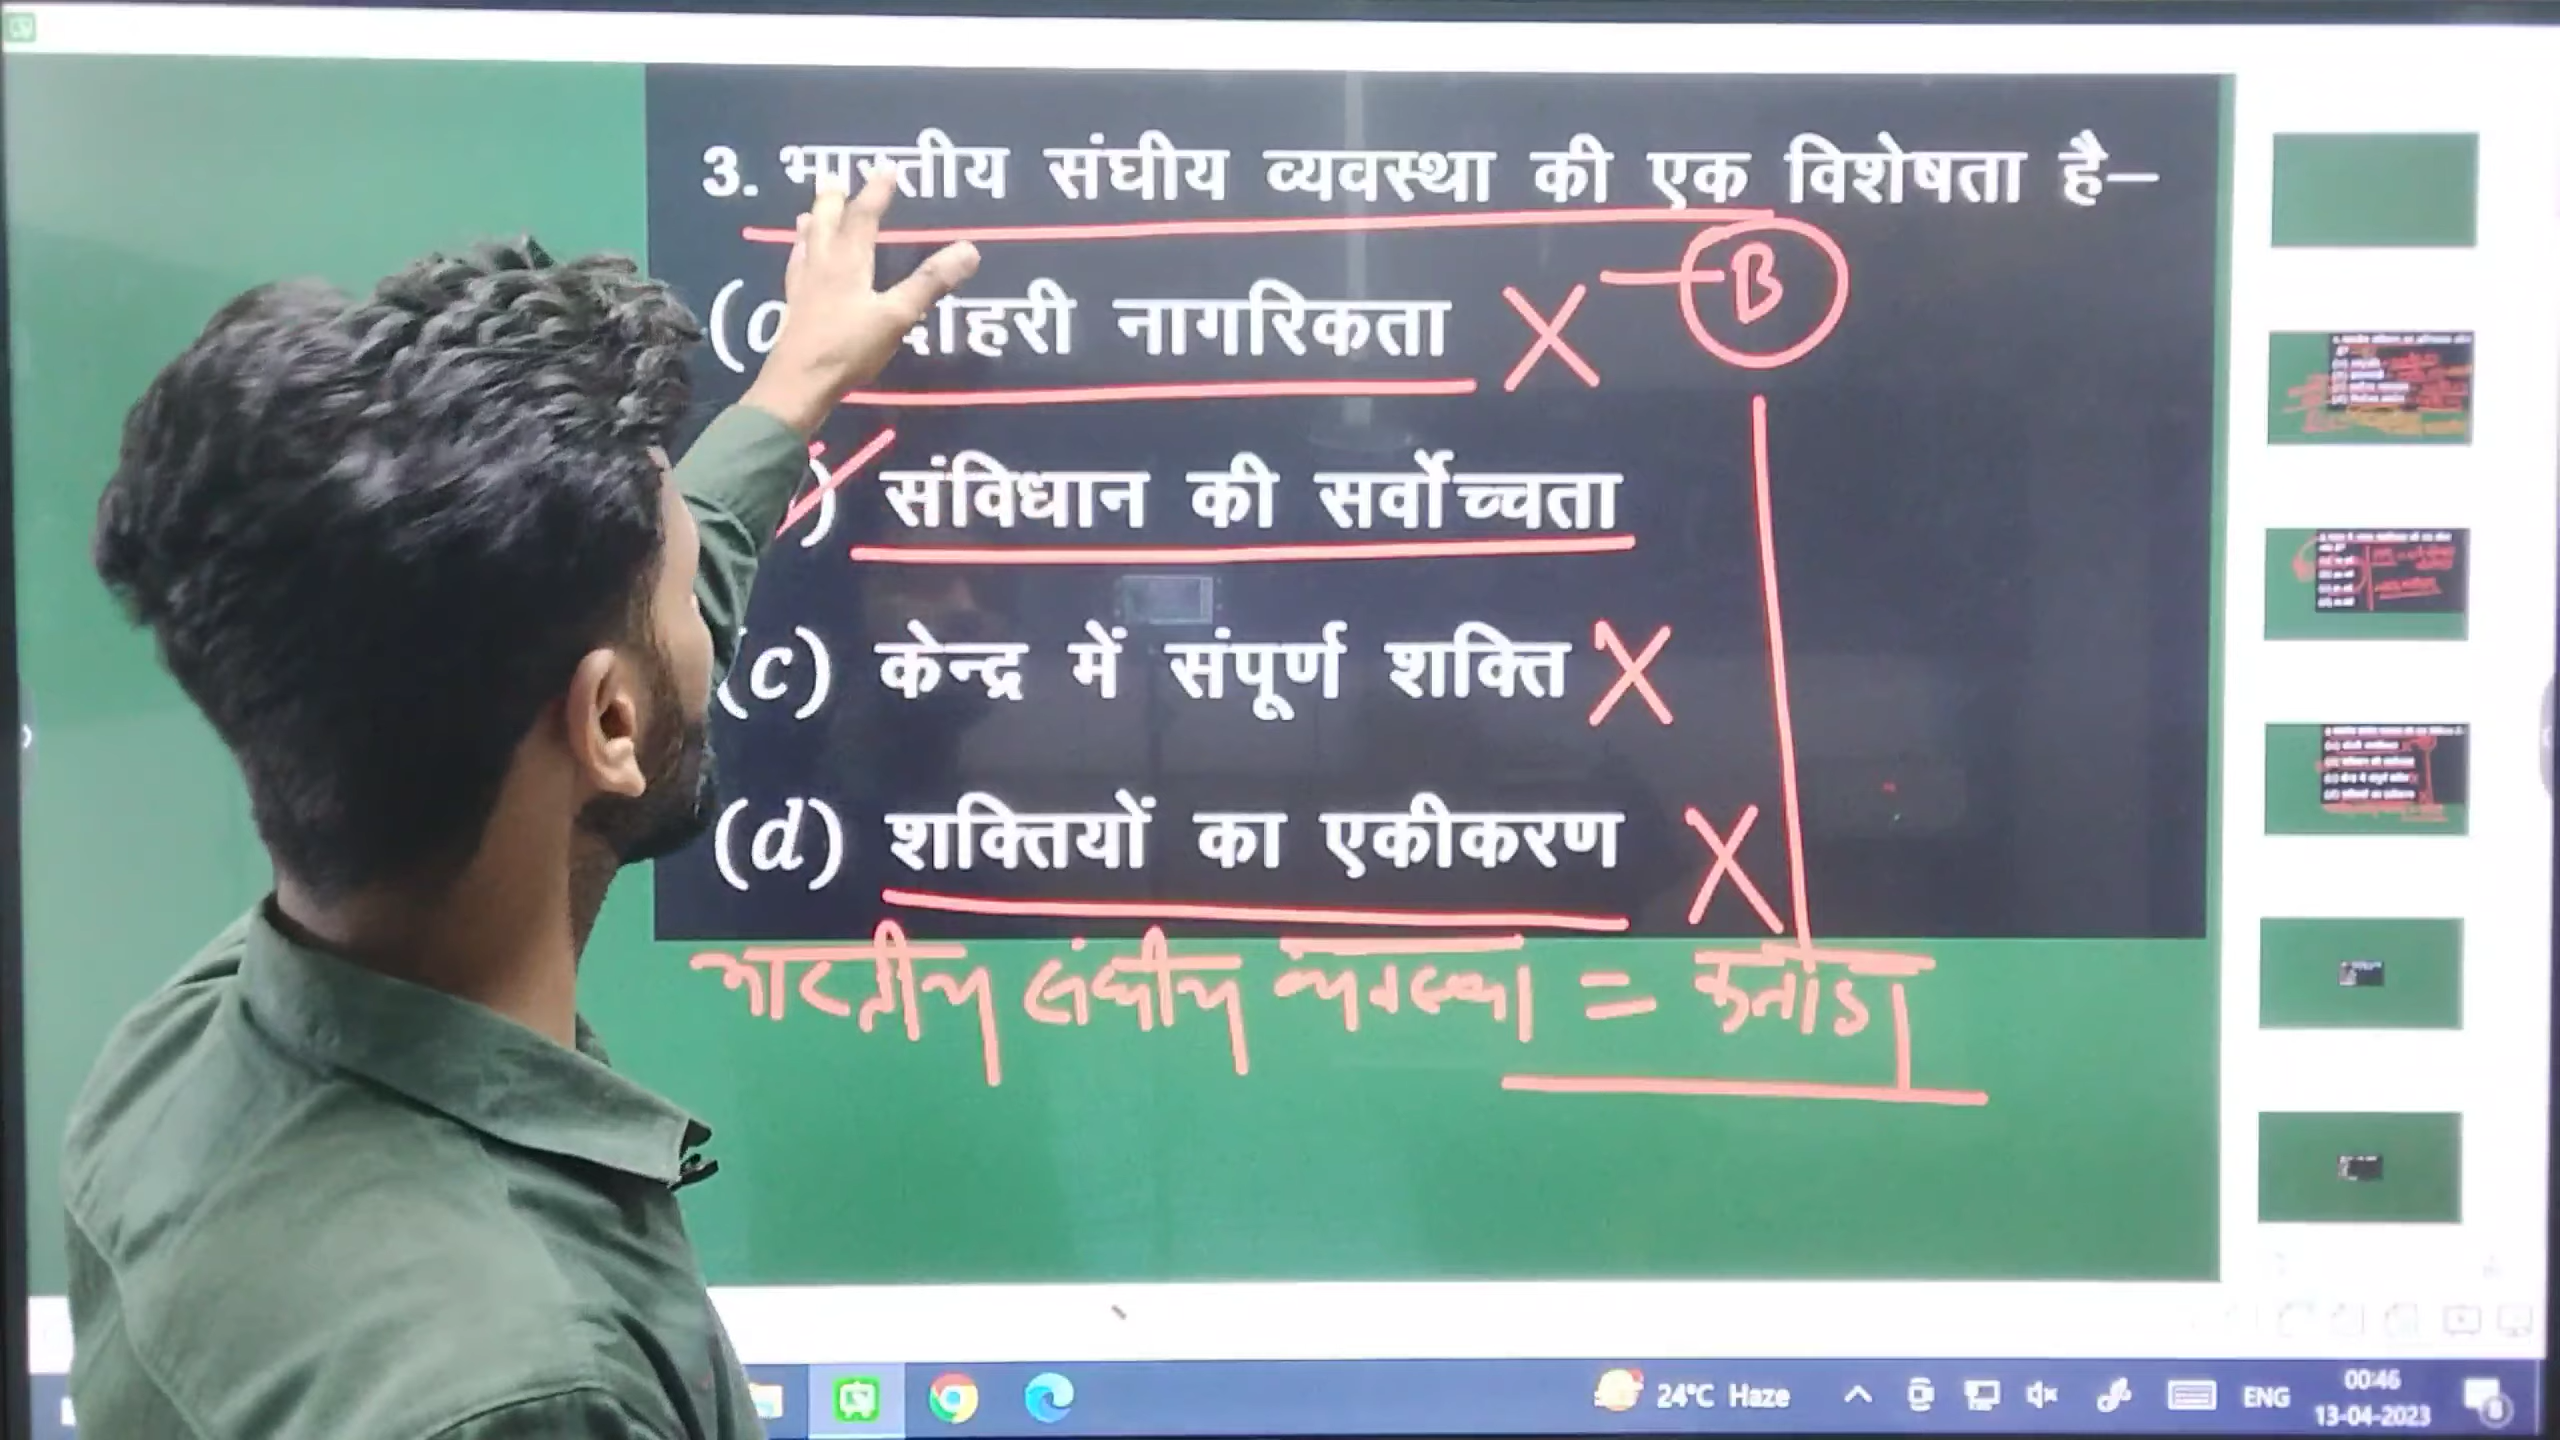 3. भारतीय संघीय व्यवस्था की एक विशेषता है–
B
दोहरी नागरिकता X
) संविधान की सर्वोच्चता
(c) केन्द्र में संपूर्ण शक्ति X
(d) शक्तियों का एकीकरण X
भारतीय संघीय व्यवस्था = कनाडा
24°C Haze
ENG
00:46
13-04-2023